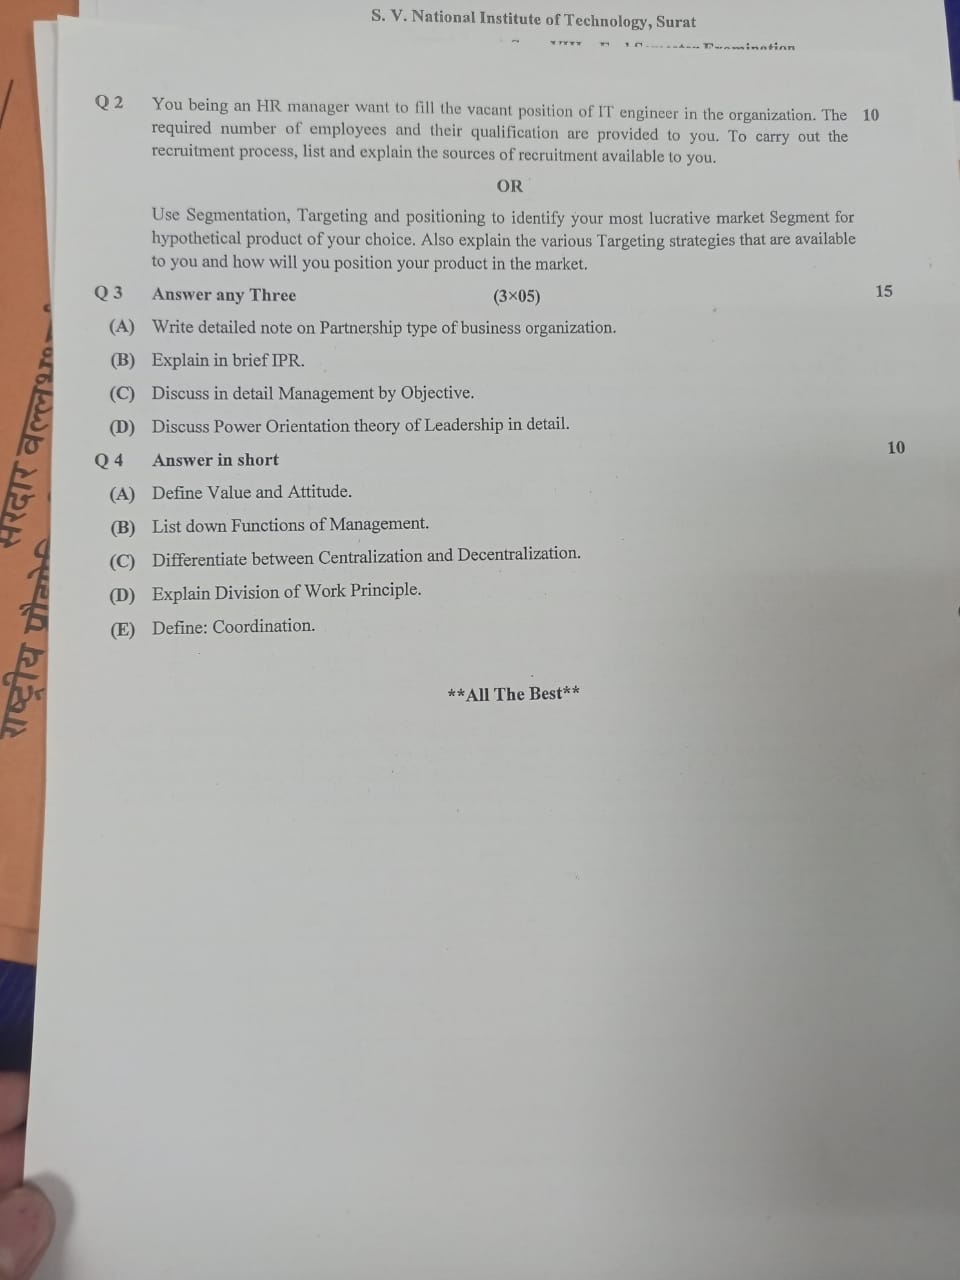 S. V. National Institute of Technology, Surat
Examination
Q 2 You being an HR manager want to fill the vacant position of IT engineer in the organization. The 10
required number of employees and their qualification are provided to you. To carry out the
recruitment process, list and explain the sources of recruitment available to you.
OR
Use Segmentation, Targeting and positioning to identify your most lucrative market Segment for
hypothetical product of your choice. Also explain the various Targeting strategies that are available
to you and how will you position your product in the market.
Q 3 Answer any Three (3×05) 15
(A) Write detailed note on Partnership type of business organization.
(B) Explain in brief IPR.
(C) Discuss in detail Management by Objective.
(D) Discuss Power Orientation theory of Leadership in detail.
Q 4 Answer in short 10
(A) Define Value and Attitude.
(B) List down Functions of Management.
(C) Differentiate between Centralization and Decentralization.
(D) Explain Division of Work Principle.
(E) Define: Coordination.
**All The Best**
सरदार
राष्ट्रीय